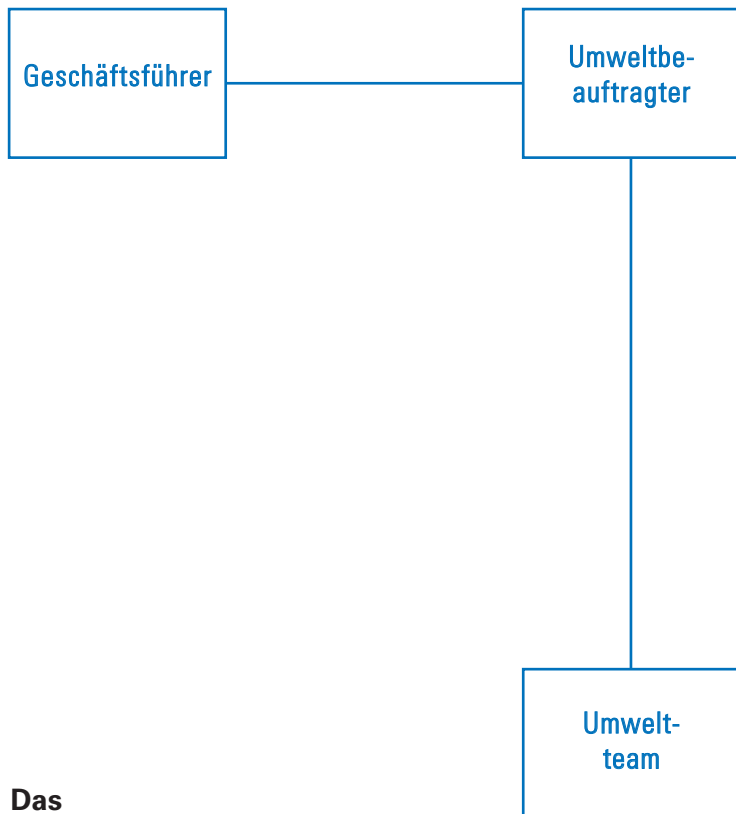 Geschäftsführer
Umweltbe-
auftragter
Umwelt-
team
Das